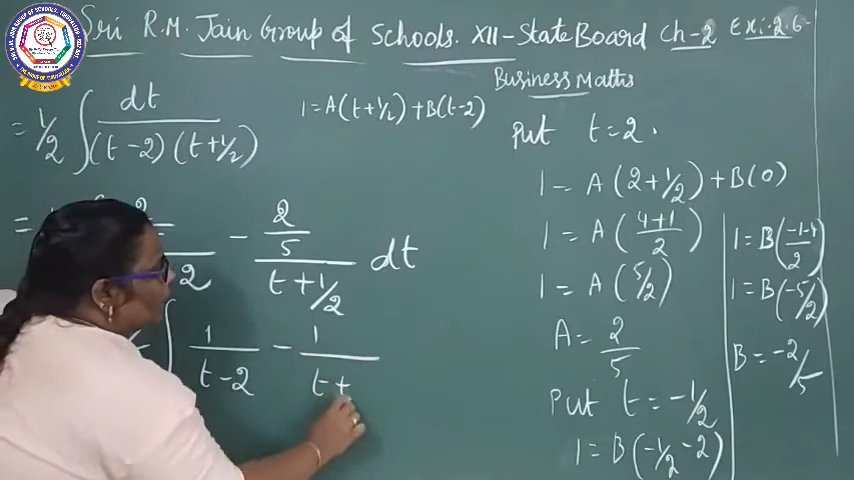 Sri R.M. Jain Group of Schools. XII-State Board Ch-2 Ex:-2.6-
Business Maths
= 1/2 ∫ dt / (t-2)(t+1/2)
1=A(t+1/2)+B(t-2)
- 2/5 / t+1/2 dt
∫ 1/t-2 - 1/t+
Put t=2.
1= A(2+1/2)+B(0)
1 = A(4+1/2)
1 = A(5/2)
A= 2/5
Put t=-1/2
1=B(-1/2-2)
1=B(-1-4/2)
1=B(-5/2)
B=-2/5